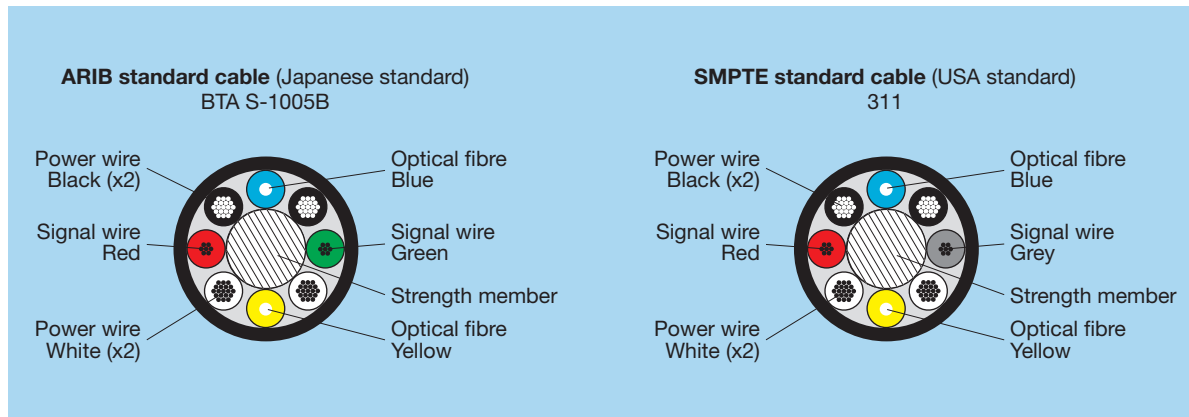 ARIB standard cable (Japanese standard)
BTA S-1005B
Power wire
Black (x2)
Optical fibre
Blue
Signal wire
Red
Signal wire
Green
Strength member
Power wire
White (x2)
Optical fibre
Yellow
SMPTE standard cable (USA standard)
311
Power wire
Black (x2)
Optical fibre
Blue
Signal wire
Red
Signal wire
Grey
Strength member
Power wire
White (x2)
Optical fibre
Yellow